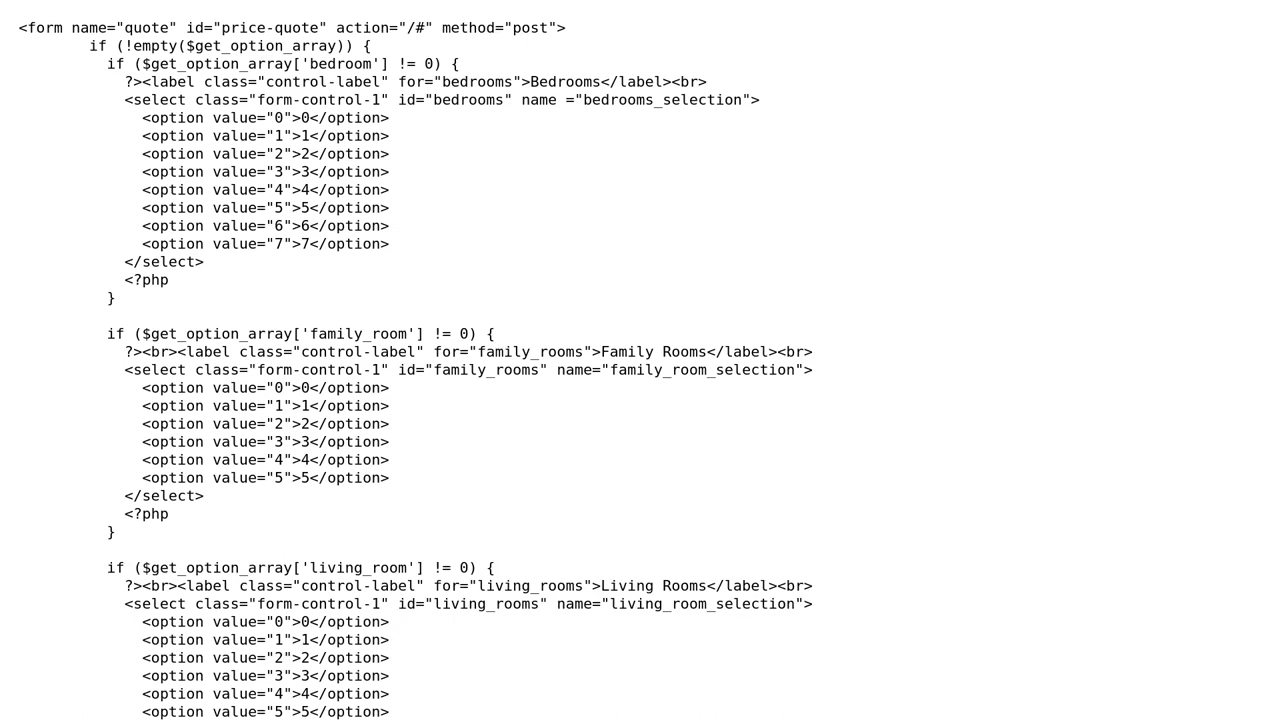 <form name="quote" id="price-quote" action="/#" method="post">
        if (!empty($get_option_array)) {
          if ($get_option_array['bedroom'] != 0) {
            ?><label class="control-label" for="bedrooms">Bedrooms</label><br>
            <select class="form-control-1" id="bedrooms" name ="bedrooms_selection">
              <option value="0">0</option>
              <option value="1">1</option>
              <option value="2">2</option>
              <option value="3">3</option>
              <option value="4">4</option>
              <option value="5">5</option>
              <option value="6">6</option>
              <option value="7">7</option>
            </select>
            <?php
          }

          if ($get_option_array['family_room'] != 0) {
            ?><br><label class="control-label" for="family_rooms">Family Rooms</label><br>
            <select class="form-control-1" id="family_rooms" name="family_room_selection">
              <option value="0">0</option>
              <option value="1">1</option>
              <option value="2">2</option>
              <option value="3">3</option>
              <option value="4">4</option>
              <option value="5">5</option>
            </select>
            <?php
          }

          if ($get_option_array['living_room'] != 0) {
            ?><br><label class="control-label" for="living_rooms">Living Rooms</label><br>
            <select class="form-control-1" id="living_rooms" name="living_room_selection">
              <option value="0">0</option>
              <option value="1">1</option>
              <option value="2">2</option>
              <option value="3">3</option>
              <option value="4">4</option>
              <option value="5">5</option>